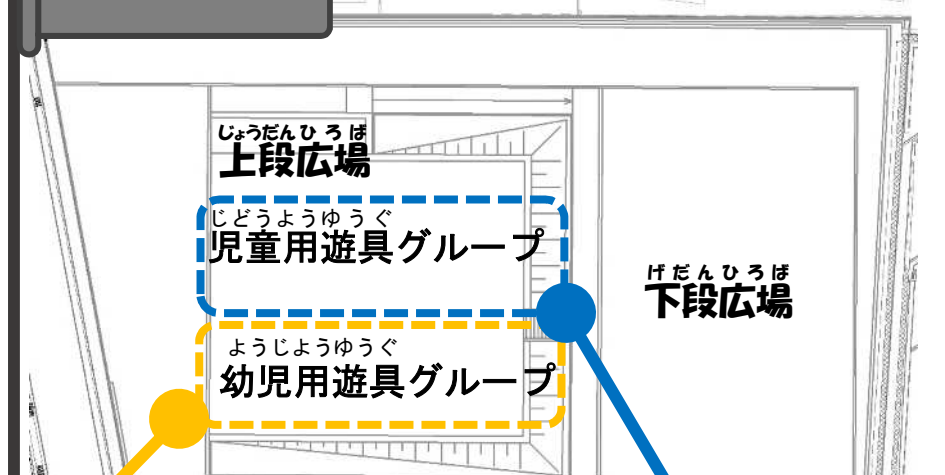 じょうだんひろば
上段広場
じどうようゆうぐ
児童用遊具グループ
げだんひろば
下段広場
ようじようゆうぐ
幼児用遊具グループ